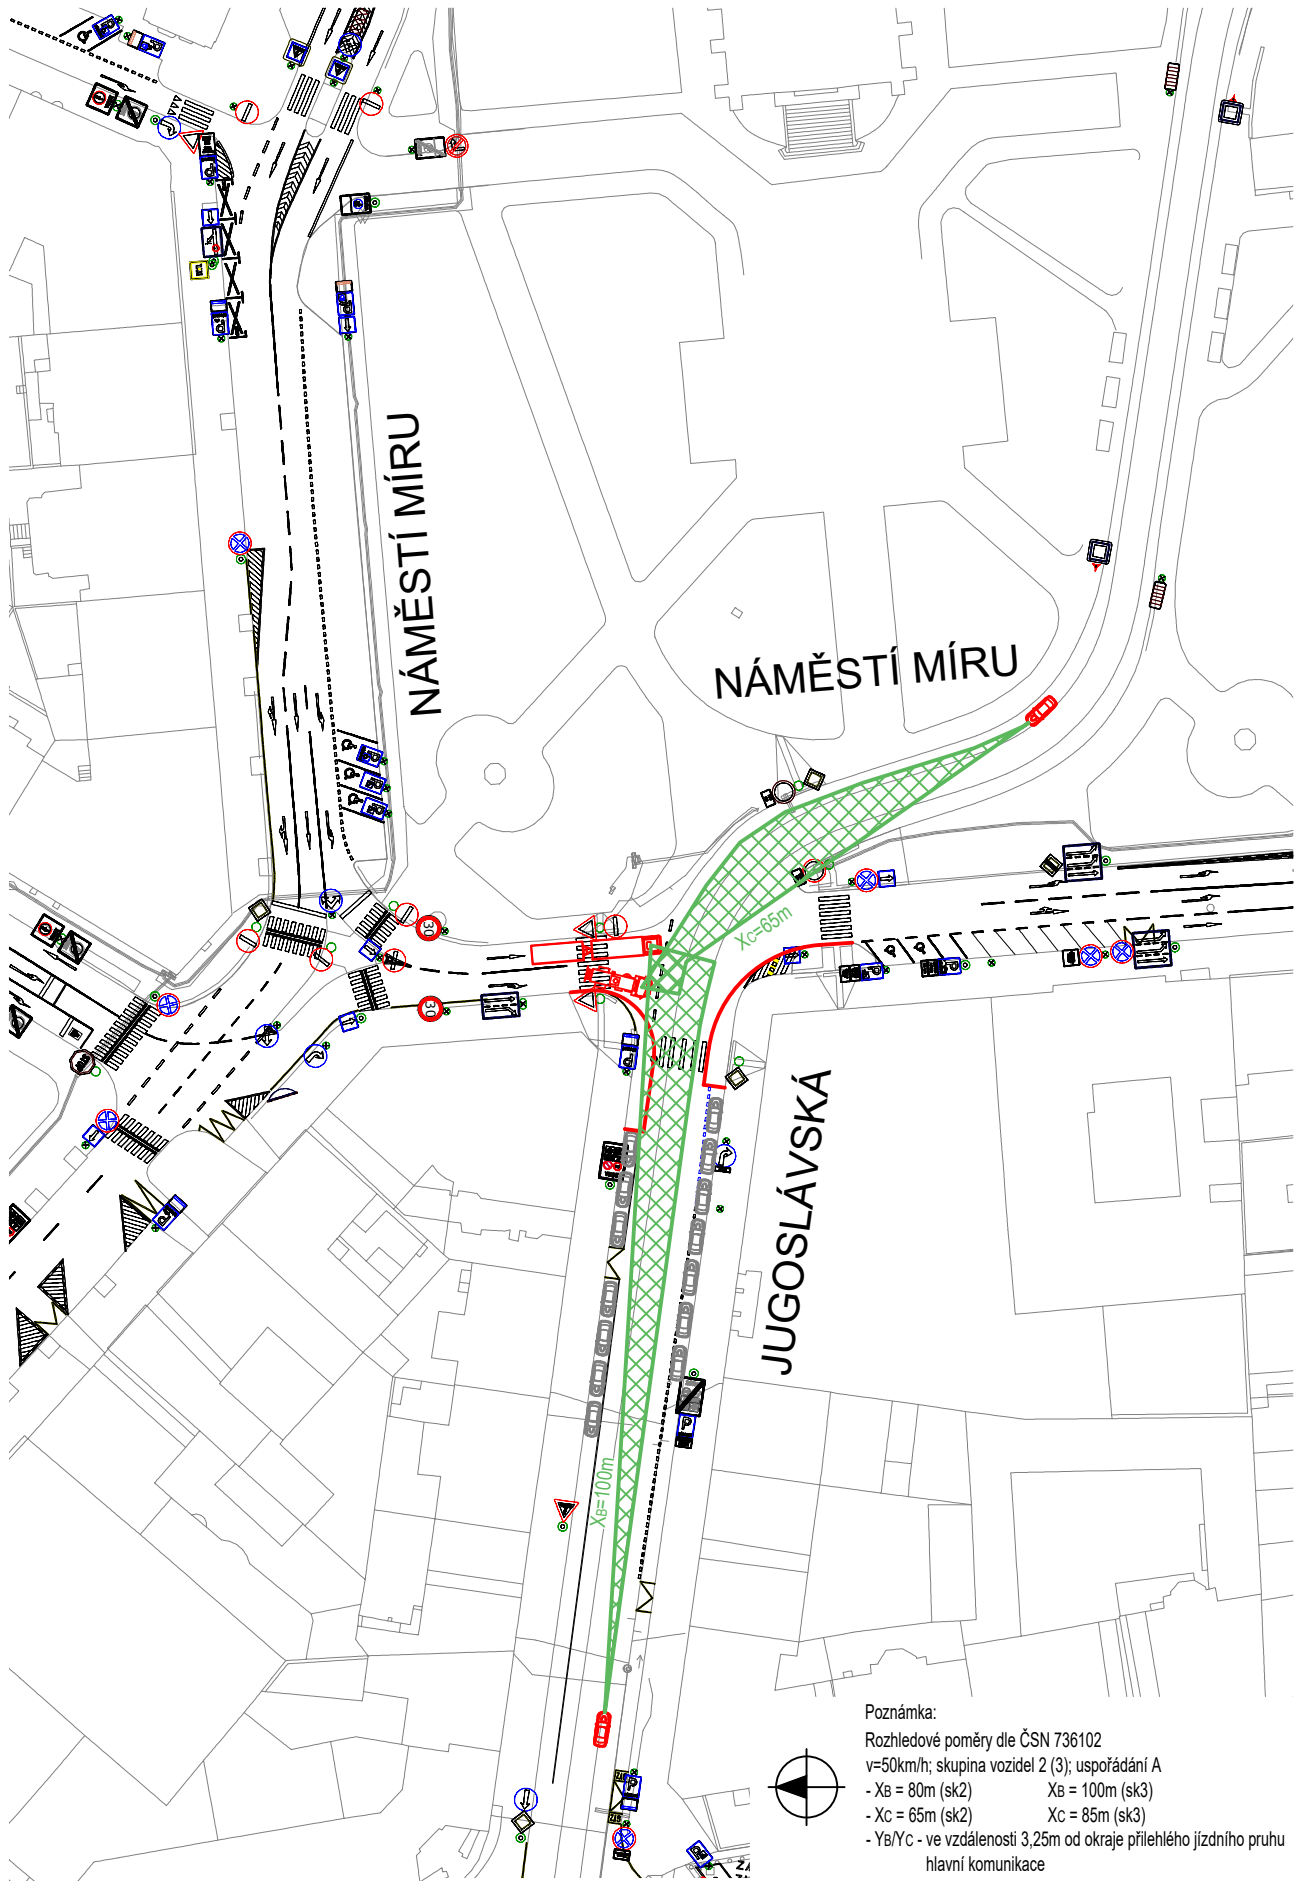 NÁMĚSTÍ MÍRU
NÁMĚSTÍ MÍRU
XC=65m
30
30
JUGOSLÁVSKÁ
XB=100m
Poznámka:
Rozhledové poměry dle ČSN 736102
v=50km/h; skupina vozidel 2 (3); uspořádání A
- XB = 80m (sk2) XB = 100m (sk3)
- XC = 65m (sk2) XC = 85m (sk3)
- YB/YC - ve vzdálenosti 3,25m od okraje přilehlého jízdního pruhu
hlavní komunikace